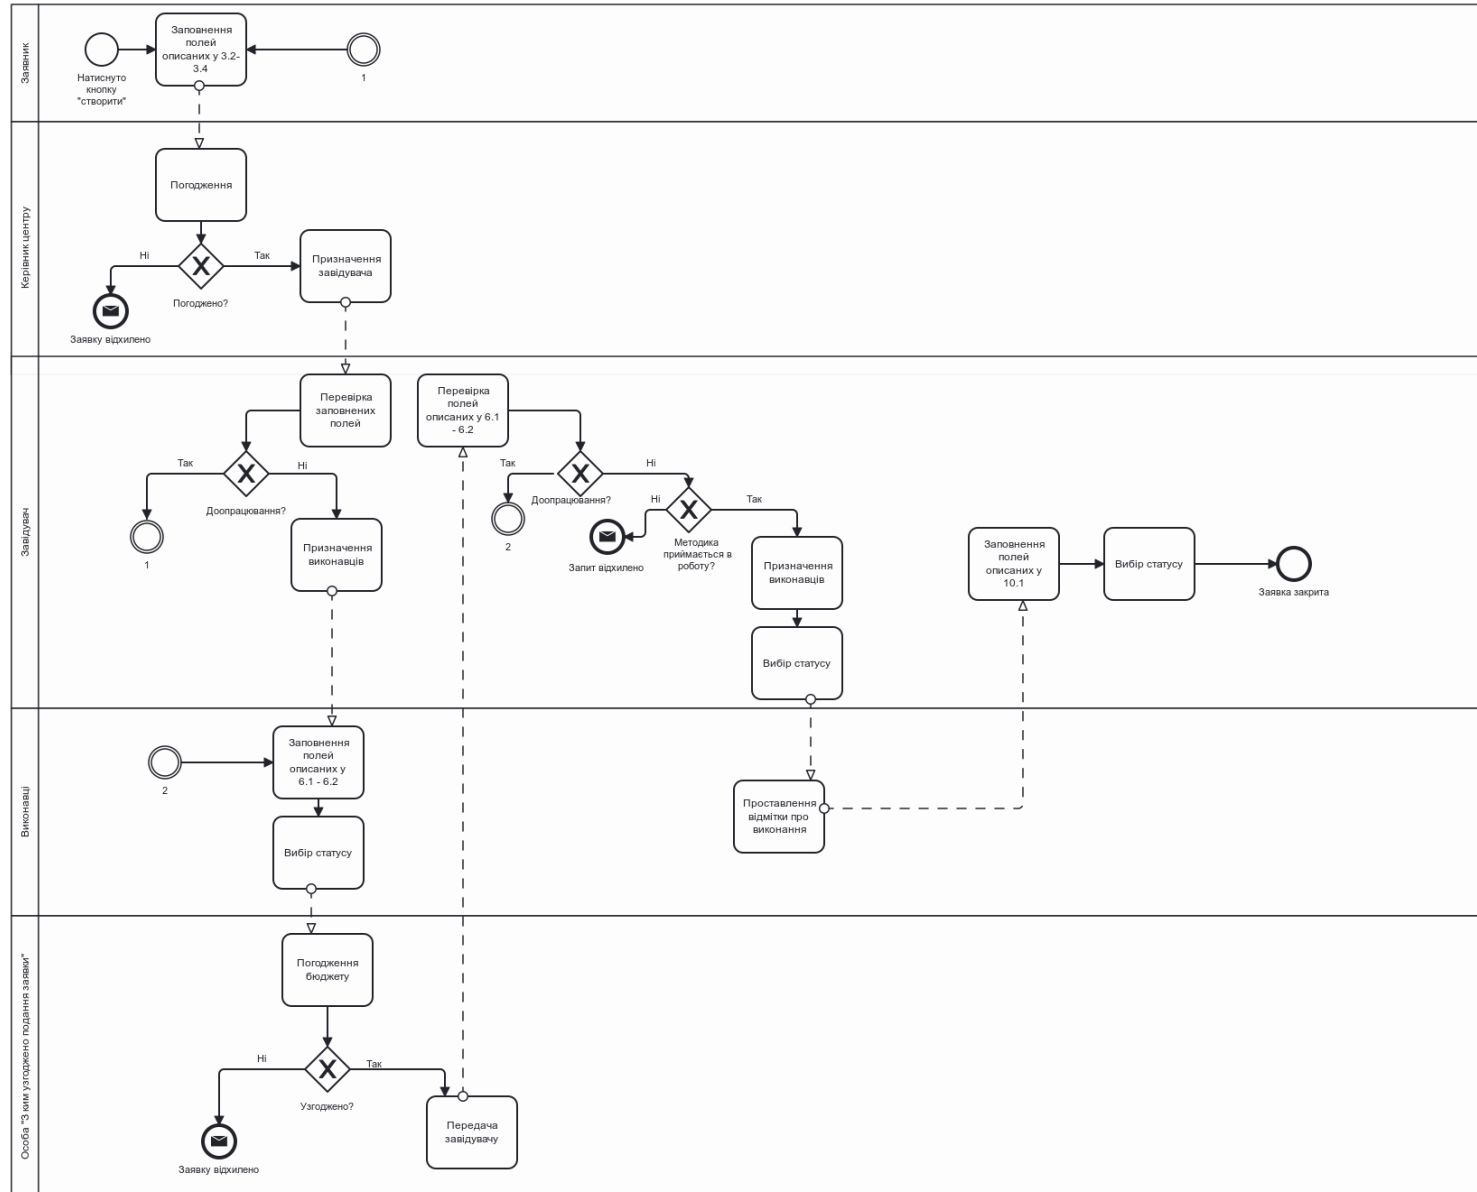 Заявник
Заповнення
полей
описаних у 3.2-
3.4
Натиснуто
кнопку
"створити"
1
Керівник центру
Погодження
Ні
Так
Погоджено?
Призначення
завідувача
Заявку відхилено
Завідувач
Перевірка
заповнених
полей
Так
Ні
Доопрацювання?
1
Призначення
виконавців
Перевірка
полей
описаних у 6.1
- 6.2
Так
Ні
Доопрацювання?
2
Ні
Так
Методика
приймається в
роботу?
Запит відхилено
Призначення
виконавців
Вибір статусу
Заповнення
полей
описаних у
10.1
Вибір статусу
Заявка закрита
Виконавці
2
Заповнення
полей
описаних у
6.1 - 6.2
Вибір статусу
Проставлення
відмітки про
виконання
Особа "З ким узгоджено подання заявки"
Погодження
бюджету
Ні
Так
Узгоджено?
Заявку відхилено
Передача
завідувачу